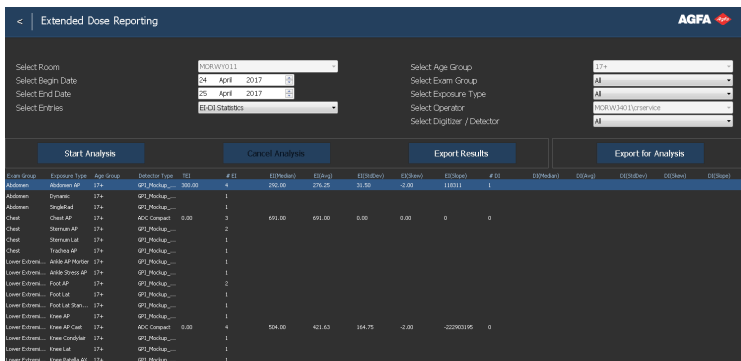 < Extended Dose Reporting AGFA
Select Room MORWY011 Select Age Group 17+
Select Begin Date 24 April 2017 Select Exam Group All
Select End Date 25 April 2017 Select Exposure Type All
Select Entries EI-DI Statistics Select Operator MORWJ401\crservice
Select Digitizer / Detector All
Start Analysis Cancel Analysis Export Results Export for Analysis
Exam Group Exposure Type Age Group Detector Type TEI # EI EI(Median) EI(Avg) EI(StdDev) EI(Skew) EI(Slope) # DI DI(Median) DI(Avg) DI(StdDev) DI(Skew) DI(Slope)
Abdomen Abdomen AP 17+ GPI_Mockup_... 300.00 4 292.00 276.25 31.50 -2.00 118311 1
Abdomen Dynamic 17+ GPI_Mockup_... 1
Abdomen SingleRad 17+ GPI_Mockup_... 1
Chest Chest AP 17+ ADC Compact 0.00 3 691.00 691.00 0.00 0.00 0 0
Chest Sternum AP 17+ GPI_Mockup_... 2
Chest Sternum Lat 17+ GPI_Mockup_... 1
Chest Trachea AP 17+ GPI_Mockup_... 1
Lower Extremi... Ankle AP Mortier 17+ GPI_Mockup_... 1
Lower Extremi... Ankle Stress AP 17+ GPI_Mockup_... 1
Lower Extremi... Foot AP 17+ GPI_Mockup_... 2
Lower Extremi... Foot Lat 17+ GPI_Mockup_... 1
Lower Extremi... Foot Lat Stan... 17+ GPI_Mockup_... 1
Lower Extremi... Knee AP 17+ GPI_Mockup_... 1
Lower Extremi... Knee AP Cast 17+ ADC Compact 0.00 4 504.00 421.63 164.75 -2.00 -222903195 0
Lower Extremi... Knee Condylar 17+ GPI_Mockup_... 1
Lower Extremi... Knee Lat 17+ GPI_Mockup_... 1
Lower Extremi... Knee Patella AX 17+ GPI_Mockup_... 1